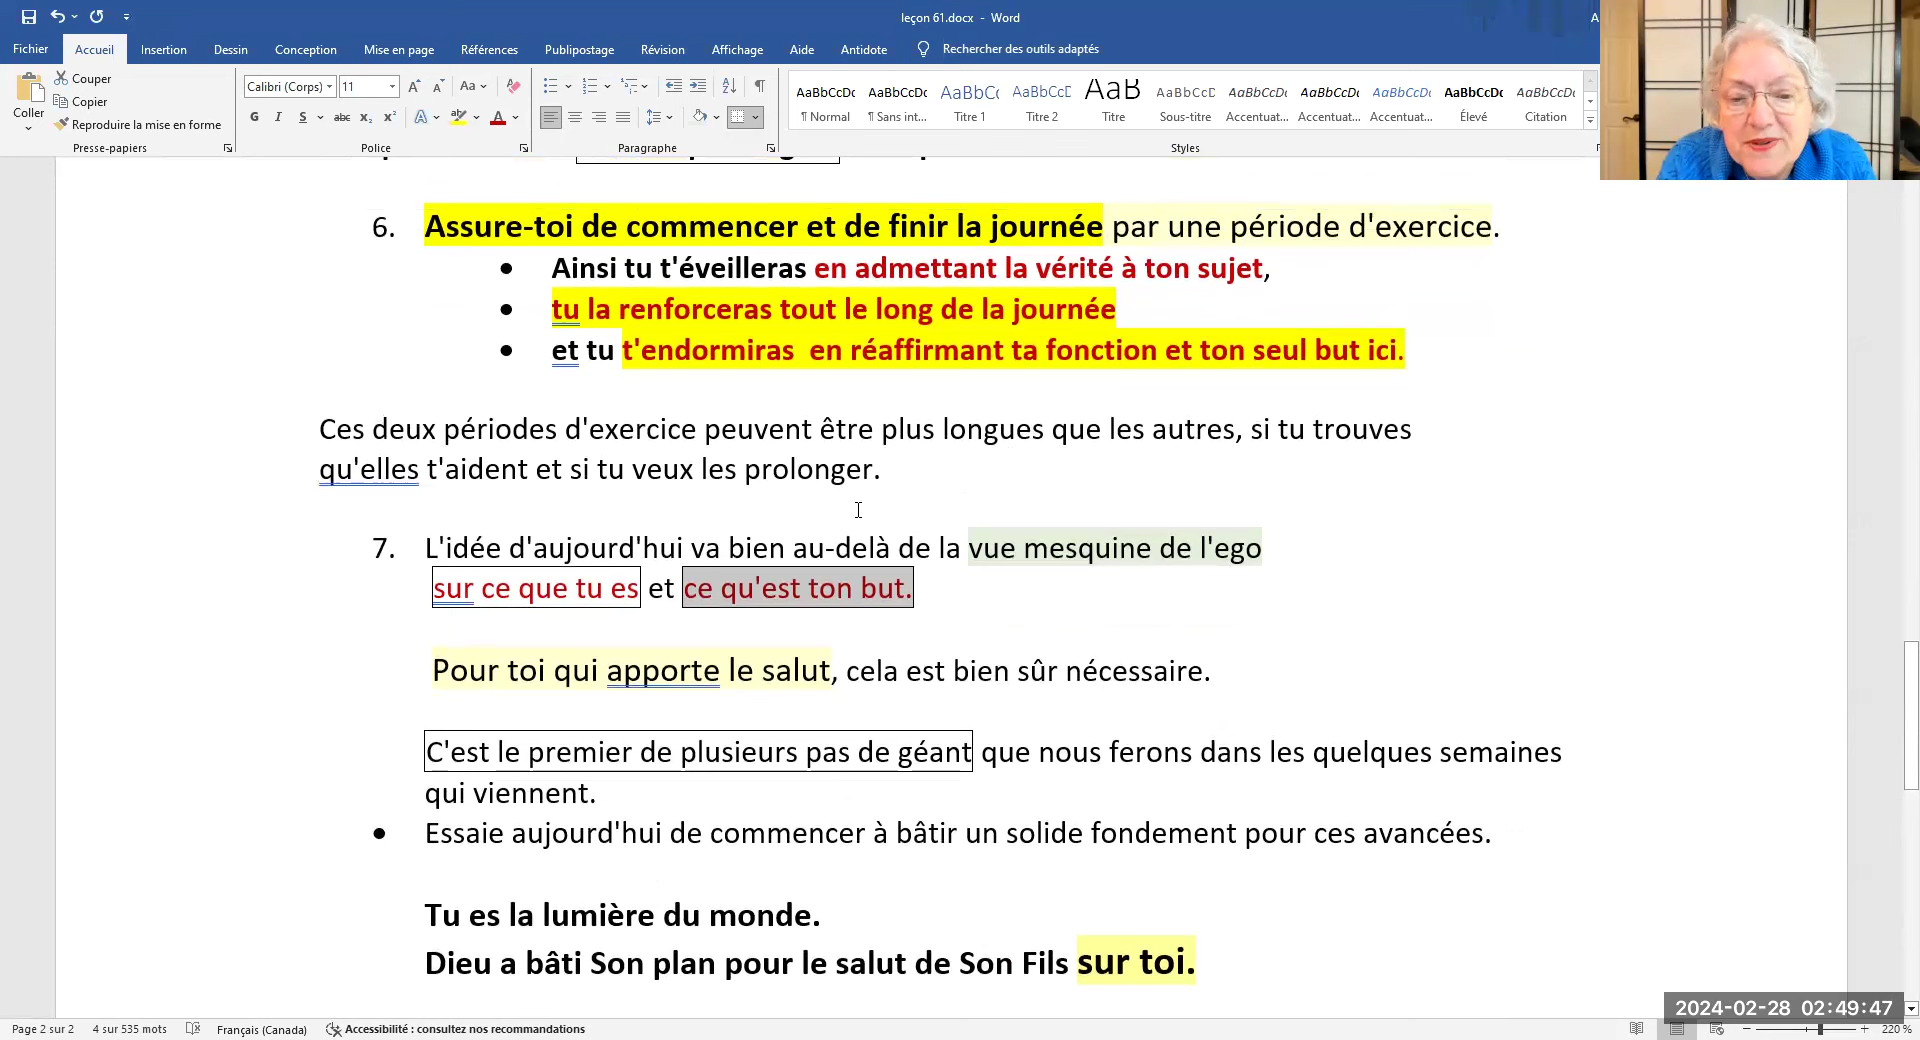 leçon 61.docx - Word
A
Fichier Accueil Insertion Dessin Conception Mise en page Références Publipostage Révision Affichage Aide Antidote Rechercher des outils adaptés
Coller
Couper
Copier
Reproduire la mise en forme
Presse-papiers
Calibri (Corps) 11
G I S abc x₂ x² A A
Police
Paragraphe
AaBbCcDc AaBbCcDc AaBbCc AaBbCcD AaB AaBbCcD AaBbCcDc AaBbCcDc AaBbCcDc AaBbCcDc AaBbCcDc
¶ Normal ¶ Sans int... Titre 1 Titre 2 Titre Sous-titre Accentuat... Accentuat... Accentuat... Élevé Citation
Styles
6. Assure-toi de commencer et de finir la journée par une période d'exercice.
• Ainsi tu t'éveilleras en admettant la vérité à ton sujet,
• tu la renforceras tout le long de la journée
• et tu t'endormiras en réaffirmant ta fonction et ton seul but ici.
Ces deux périodes d'exercice peuvent être plus longues que les autres, si tu trouves
qu'elles t'aident et si tu veux les prolonger.
7. L'idée d'aujourd'hui va bien au-delà de la vue mesquine de l'ego
sur ce que tu es et ce qu'est ton but.
Pour toi qui apporte le salut, cela est bien sûr nécessaire.
C'est le premier de plusieurs pas de géant que nous ferons dans les quelques semaines
qui viennent.
• Essaie aujourd'hui de commencer à bâtir un solide fondement pour ces avancées.
Tu es la lumière du monde.
Dieu a bâti Son plan pour le salut de Son Fils sur toi.
2024-02-28 02:49:47
Page 2 sur 2 4 sur 535 mots Français (Canada) Accessibilité : consultez nos recommandations 220 %